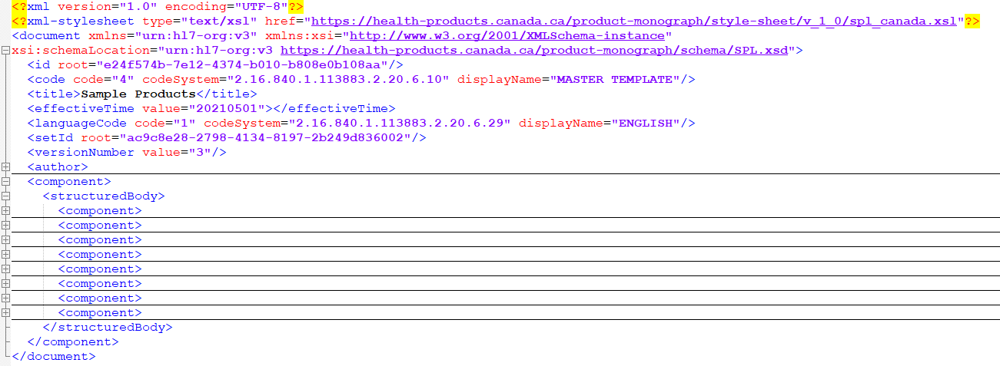 <?xml version="1.0" encoding="UTF-8"?>
<?xml-stylesheet type="text/xsl" href="https://health-products.canada.ca/product-monograph/style-sheet/v_1_0/spl_canada.xsl"?>
<document xmlns="urn:hl7-org:v3" xmlns:xsi="http://www.w3.org/2001/XMLSchema-instance"
xsi:schemaLocation="urn:hl7-org:v3 https://health-products.canada.ca/product-monograph/schema/SPL.xsd">
<id root="e24f574b-7e12-4374-b010-b808e0b108aa"/>
<code code="4" codeSystem="2.16.840.1.113883.2.20.6.10" displayName="MASTER TEMPLATE"/>
<title>Sample Products</title>
<effectiveTime value="20210501"></effectiveTime>
<languageCode code="1" codeSystem="2.16.840.1.113883.2.20.6.29" displayName="ENGLISH"/>
<setId root="ac9c8e28-2798-4134-8197-2b249d836002"/>
<versionNumber value="3"/>
<author>
<component>
<structuredBody>
<component>
<component>
<component>
<component>
<component>
<component>
<component>
<component>
</structuredBody>
</component>
</document>